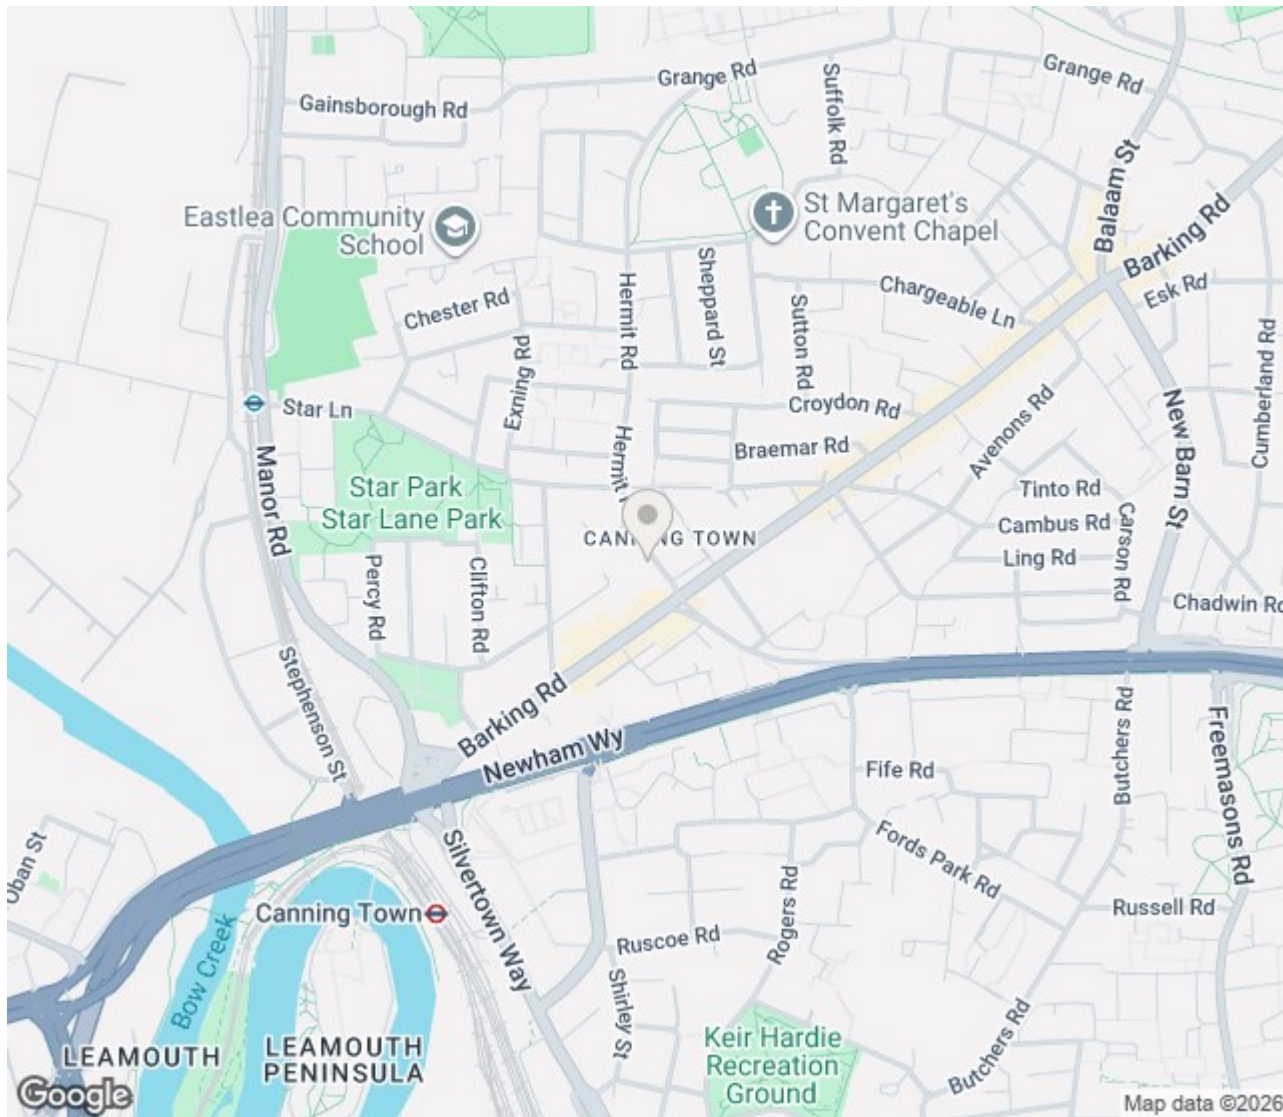 Grange Rd
Suffolk Rd
Grange Rd
Gainsborough Rd
Balaam St
Eastlea Community
School
St Margaret's
Convent Chapel
Barking Rd
Hermit Rd
Sheppard St
Chargeable Ln
Esk Rd
Chester Rd
Sutton Rd
Exning Rd
Cumberland Rd
Star Ln
Croydon Rd
Avenons Rd
New Barn St
Manor Rd
Hermit
Braemar Rd
Star Park
Star Lane Park
Tinto Rd
Cambus Rd
Carson Rd
CANNING TOWN
Ling Rd
Percy Rd
Clifton Rd
Chadwin Rd
Stephenson St
Barking Rd
Newham Wy
Butchers Rd
Freemasons Rd
Fife Rd
Fords Park Rd
Oban St
Silvertown Way
Canning Town
Rogers Rd
Russell Rd
Ruscoe Rd
Bow Creek
Shirley St
LEAMOUTH
LEAMOUTH
PENINSULA
Keir Hardie
Recreation
Ground
Butchers Rd
Google
Map data ©2026